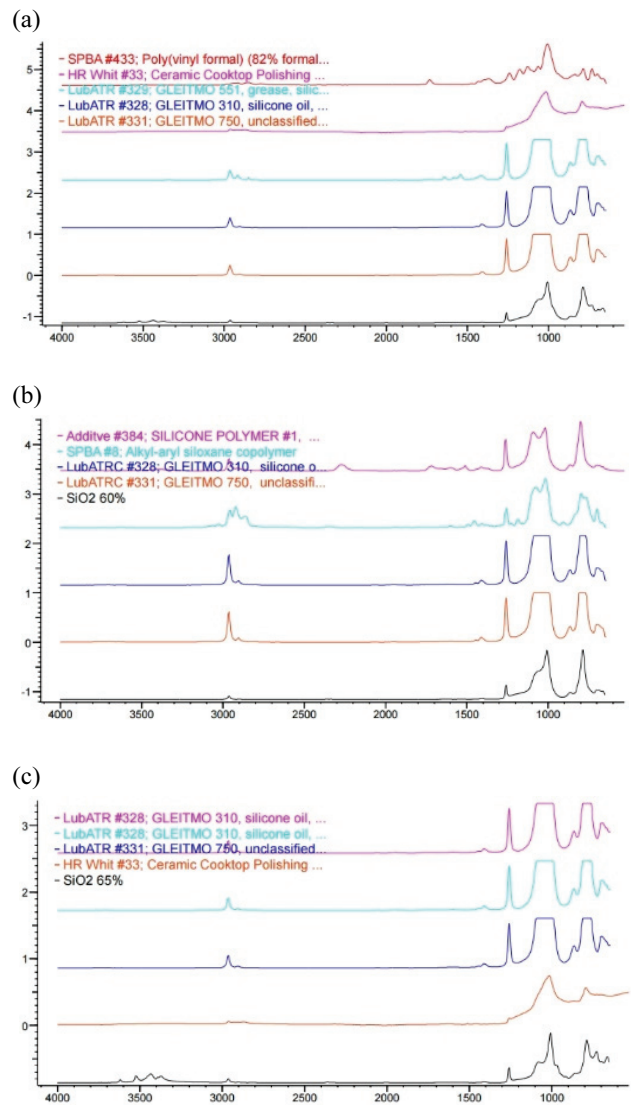 (a)
SPBA #433; Poly(vinyl formal) (82% formal...
HR Whit #33; Ceramic Cooktop Polishing ...
LubATR #329; GLEITMO 551, grease, silic...
LubATR #328; GLEITMO 310, silicone oil, ...
LubATR #331; GLEITMO 750, unclassified...
5
4
3
2
1
0
-1
4000 3500 3000 2500 2000 1500 1000
(b)
Additve #384; SILICONE POLYMER #1, ...
SPBA #8; Alkyl-aryl siloxane copolymer
LubATRC #328; GLEITMO 310, silicone o...
LubATRC #331; GLEITMO 750, unclassifi...
SiO2 60%
4
3
2
1
0
-1
4000 3500 3000 2500 2000 1500 1000
(c)
LubATR #328; GLEITMO 310, silicone oil, ...
LubATR #328; GLEITMO 310, silicone oil, ...
LubATR #331; GLEITMO 750, unclassified...
HR Whit #33; Ceramic Cooktop Polishing ...
SiO2 65%
3
2
1
0
4000 3500 3000 2500 2000 1500 1000